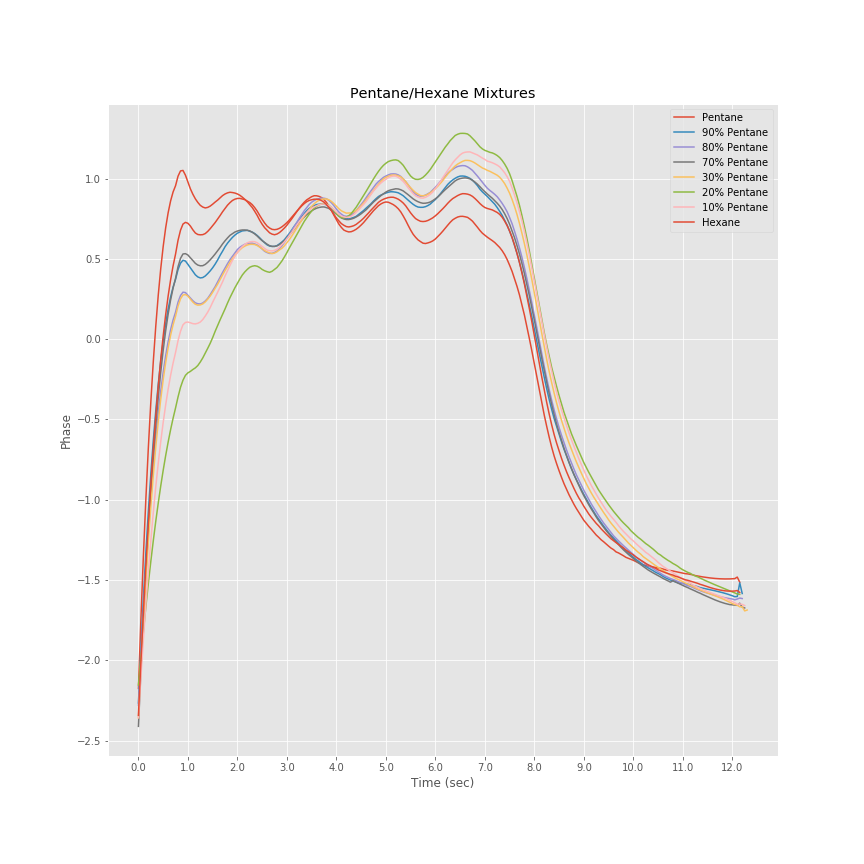 Pentane/Hexane Mixtures
Pentane
90% Pentane
80% Pentane
70% Pentane
30% Pentane
20% Pentane
10% Pentane
Hexane
Phase
1.0
0.5
0.0
−0.5
−1.0
−1.5
−2.0
−2.5
0.0 1.0 2.0 3.0 4.0 5.0 6.0 7.0 8.0 9.0 10.0 11.0 12.0
Time (sec)